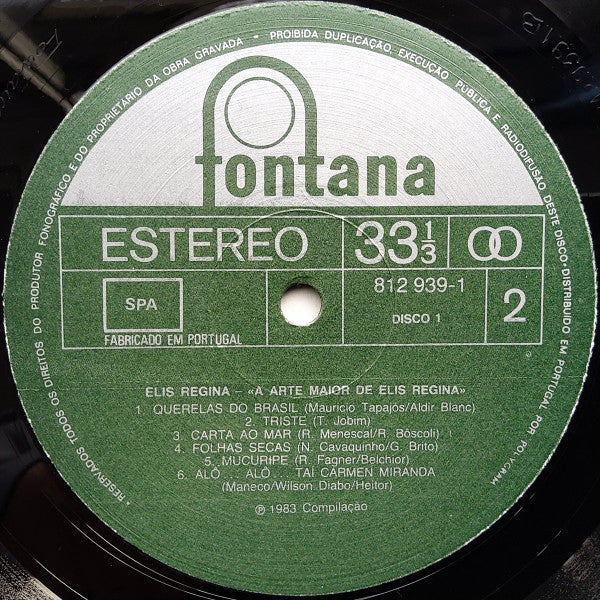 • RESERVADOS TODOS OS DIREITOS DO PRODUTOR FONOGRÁFICO E DO PROPRIETARIO DA OBRA GRAVADA • PROIBIDA DUPLICAÇÃO, EXECUÇÃO PUBLICA E RADIODIFUSÃO DESTE DISCO • DISTRIBUIDO EM PORTUGAL POR POLYGRAM
fontana
ESTEREO 33 1/3
812 939-1
SPA
DISCO 1
2
FABRICADO EM PORTUGAL
ELIS REGINA – «A ARTE MAIOR DE ELIS REGINA»
1. QUERELAS DO BRASIL (Mauricio Tapajós/Aldir Blanc)
2. TRISTE (T. Jobim)
3. CARTA AO MAR (R. Menescal/R. Bôscoli)
4. FOLHAS SECAS (N. Cavaquinho/G. Brito)
5. MUCURIPE (R. Fagner/Belchior)
6. ALÔ... ALÔ... TAÍ CARMEN MIRANDA
(Maneco/Wilson Diabo/Heitor)
℗ 1983 Compilação